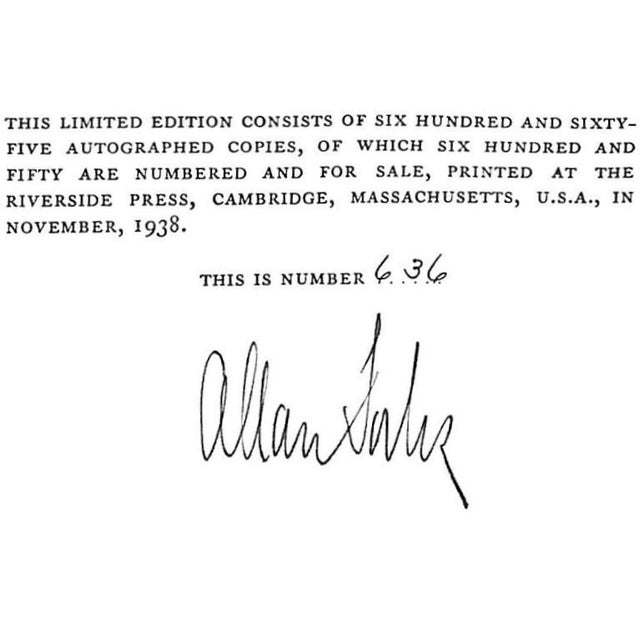 THIS LIMITED EDITION CONSISTS OF SIX HUNDRED AND SIXTY-
FIVE AUTOGRAPHED COPIES, OF WHICH SIX HUNDRED AND
FIFTY ARE NUMBERED AND FOR SALE, PRINTED AT THE
RIVERSIDE PRESS, CAMBRIDGE, MASSACHUSETTS, U.S.A., IN
NOVEMBER, 1938.
THIS IS NUMBER 636
Allan